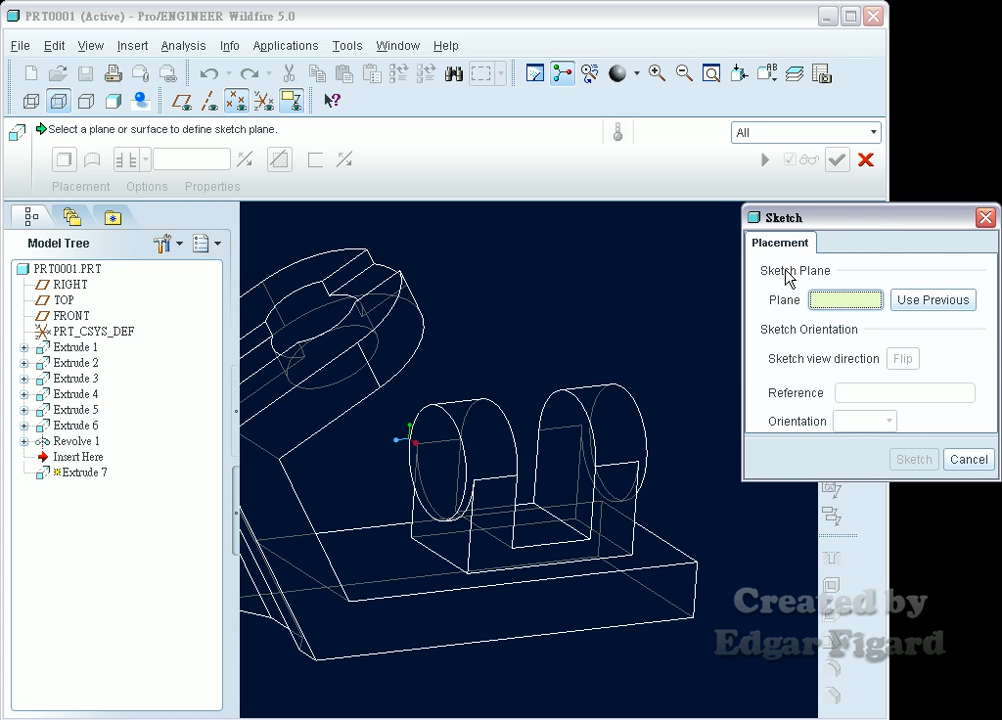 PRT0001 (Active) - Pro/ENGINEER Wildfire 5.0
File Edit View Insert Analysis Info Applications Tools Window Help
Select a plane or surface to define sketch plane.
All
Placement Options Properties
Model Tree
PRT0001.PRT
RIGHT
TOP
FRONT
PRT_CSYS_DEF
Extrude 1
Extrude 2
Extrude 3
Extrude 4
Extrude 5
Extrude 6
Revolve 1
Insert Here
Extrude 7
Sketch
Placement
Sketch Plane
Plane Use Previous
Sketch Orientation
Sketch view direction Flip
Reference
Orientation
Sketch Cancel
Created by
Edgar Figard